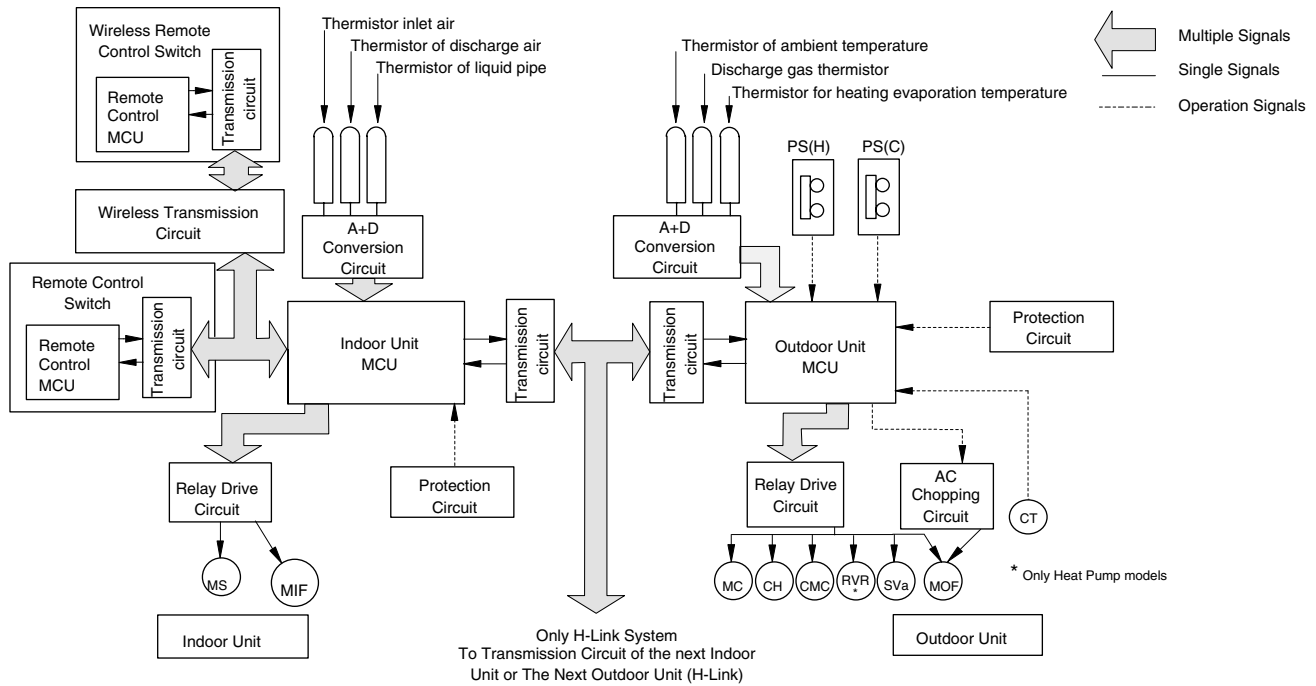 Wireless Remote
Control Switch
Remote
Control
MCU
Transmission
circuit
Wireless Transmission
Circuit
Remote Control
Switch
Remote
Control
MCU
Transmission
circuit
Thermistor inlet air
Thermistor of discharge air
Thermistor of liquid pipe
A+D
Conversion
Circuit
Indoor Unit
MCU
Transmission
circuit
Relay Drive
Circuit
Protection
Circuit
MS
MIF
Indoor Unit
Only H-Link System
To Transmission Circuit of the next Indoor
Unit or The Next Outdoor Unit (H-Link)
Thermistor of ambient temperature
Discharge gas thermistor
Thermistor for heating evaporation temperature
A+D
Conversion
Circuit
PS(H)
PS(C)
Transmission
circuit
Outdoor Unit
MCU
Protection
Circuit
Relay Drive
Circuit
AC
Chopping
Circuit
CT
MC
CH
CMC
RVR
*
SVa
MOF
* Only Heat Pump models
Outdoor Unit
Multiple Signals
Single Signals
Operation Signals